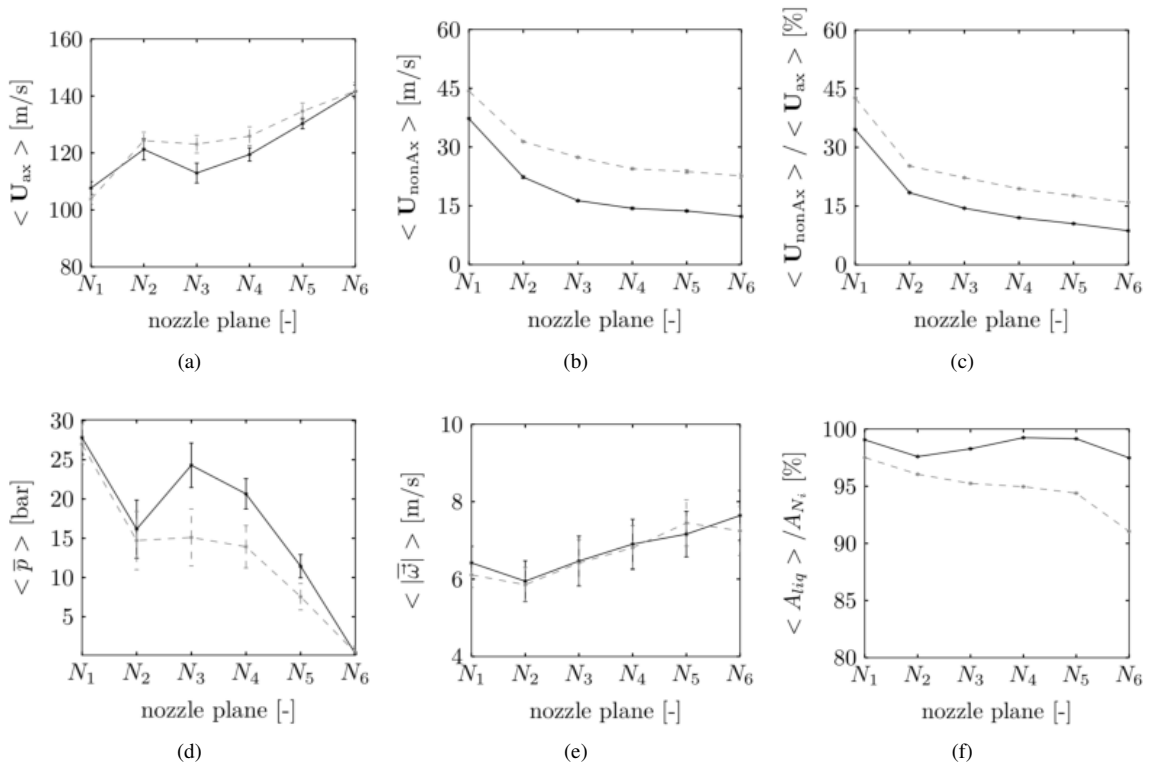 < U_ax > [m/s]
160
140
120
100
80
N_1 N_2 N_3 N_4 N_5 N_6
nozzle plane [-]
(a)
< U_nonAx > [m/s]
60
45
30
15
0
N_1 N_2 N_3 N_4 N_5 N_6
nozzle plane [-]
(b)
< U_nonAx > / < U_ax > [%]
60
45
30
15
0
N_1 N_2 N_3 N_4 N_5 N_6
nozzle plane [-]
(c)
< p̅ > [bar]
30
25
20
15
10
5
N_1 N_2 N_3 N_4 N_5 N_6
nozzle plane [-]
(d)
< |ω⃗̅| > [m/s]
10
8
6
4
N_1 N_2 N_3 N_4 N_5 N_6
nozzle plane [-]
(e)
< A_liq > /A_{N_i} [%]
100
95
90
85
80
N_1 N_2 N_3 N_4 N_5 N_6
nozzle plane [-]
(f)